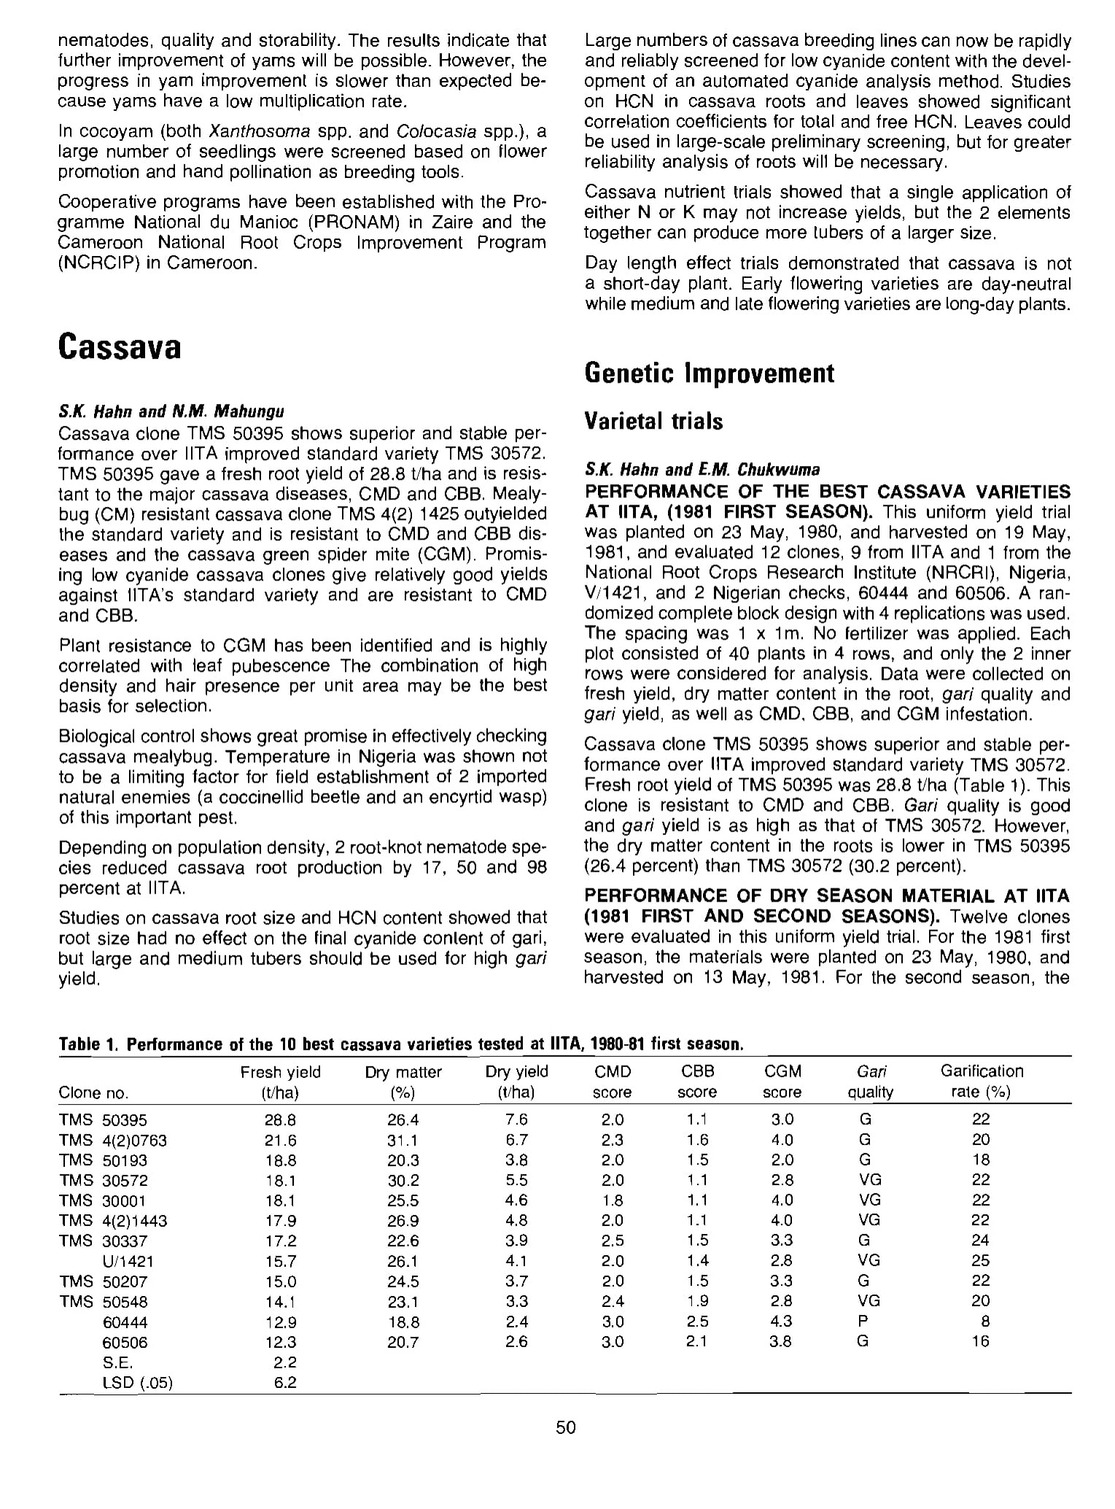 nematodes, quality and storability. The results indicate that
further improvement of yams will be possible. However, the
progress in yam improvement is slower than expected be-
cause yams have a low multiplication rate.
In cocoyam (both Xanthosoma spp. and Colocasia spp.), a
large number of seedlings were screened based on flower
promotion and hand pollination as breeding tools.
Cooperative programs have been established with the Pro-
gramme National du Manioc (PRONAM) in Zaire and the
Cameroon National Root Crops Improvement Program
(NCRCIP) in Cameroon.
Cassava
S.K. Hahn and N.M. Mahungu
Cassava clone TMS 50395 shows superior and stable per-
formance over IITA improved standard variety TMS 30572.
TMS 50395 gave a fresh root yield of 28.8 t/ha and is resis-
tant to the major cassava diseases, CMD and CBB. Mealy-
bug (CM) resistant cassava clone TMS 4(2) 1425 outyielded
the standard variety and is resistant to CMD and CBB dis-
eases and the cassava green spider mite (CGM). Promis-
ing low cyanide cassava clones give relatively good yields
against IITA's standard variety and are resistant to CMD
and CBB.
Plant resistance to CGM has been identified and is highly
correlated with leaf pubescence The combination of high
density and hair presence per unit area may be the best
basis for selection.
Biological control shows great promise in effectively checking
cassava mealybug. Temperature in Nigeria was shown not
to be a limiting factor for field establishment of 2 imported
natural enemies (a coccinellid beetle and an encyrtid wasp)
of this important pest.
Depending on population density, 2 root-knot nematode spe-
cies reduced cassava root production by 17, 50 and 98
percent at IITA.
Studies on cassava root size and HCN content showed that
root size had no effect on the final cyanide content of gari,
but large and medium tubers should be used for high gari
yield.
Large numbers of cassava breeding lines can now be rapidly
and reliably screened for low cyanide content with the devel-
opment of an automated cyanide analysis method. Studies
on HCN in cassava roots and leaves showed significant
correlation coefficients for total and free HCN. Leaves could
be used in large-scale preliminary screening, but for greater
reliability analysis of roots will be necessary.
Cassava nutrient trials showed that a single application of
either N or K may not increase yields, but the 2 elements
together can produce more tubers of a larger size.
Day length effect trials demonstrated that cassava is not
a short-day plant. Early flowering varieties are day-neutral
while medium and late flowering varieties are long-day plants.
Genetic Improvement
Varietal trials
S.K. Hahn and E.M. Chukwuma
PERFORMANCE OF THE BEST CASSAVA VARIETIES
AT IITA, (1981 FIRST SEASON). This uniform yield trial
was planted on 23 May, 1980, and harvested on 19 May,
1981, and evaluated 12 clones, 9 from IITA and 1 from the
National Root Crops Research Institute (NRCRI), Nigeria,
V/1421, and 2 Nigerian checks, 60444 and 60506. A ran-
domized complete block design with 4 replications was used.
The spacing was 1 x 1m. No fertilizer was applied. Each
plot consisted of 40 plants in 4 rows, and only the 2 inner
rows were considered for analysis. Data were collected on
fresh yield, dry matter content in the root, gari quality and
gari yield, as well as CMD, CBB, and CGM infestation.
Cassava clone TMS 50395 shows superior and stable per-
formance over IITA improved standard variety TMS 30572.
Fresh root yield of TMS 50395 was 28.8 t/ha (Table 1). This
clone is resistant to CMD and CBB. Gari quality is good
and gari yield is as high as that of TMS 30572. However,
the dry matter content in the roots is lower in TMS 50395
(26.4 percent) than TMS 30572 (30.2 percent).
PERFORMANCE OF DRY SEASON MATERIAL AT IITA
(1981 FIRST AND SECOND SEASONS). Twelve clones
were evaluated in this uniform yield trial. For the 1981 first
season, the materials were planted on 23 May, 1980, and
harvested on 13 May, 1981. For the second season, the
Table 1. Performance of the 10 best cassava varieties tested at IITA, 1980-81 first season.
Fresh yield Dry matter Dry yield CMD CBB CGM Gari Garification
Clone no. (t/ha) (%) (t/ha) score score score quality rate (%)
TMS 50395 28.8 26.4 7.6 2.0 1.1 3.0 G 22
TMS 4(2)0763 21.6 31.1 6.7 2.3 1.6 4.0 G 20
TMS 50193 18.8 20.3 3.8 2.0 1.5 2.0 G 18
TMS 30572 18.1 30.2 5.5 2.0 1.1 2.8 VG 22
TMS 30001 18.1 25.5 4.6 1.8 1.1 4.0 VG 22
TMS 4(2)1443 17.9 26.9 4.8 2.0 1.1 4.0 VG 22
TMS 30337 17.2 22.6 3.9 2.5 1.5 3.3 G 24
U/1421 15.7 26.1 4.1 2.0 1.4 2.8 VG 25
TMS 50207 15.0 24.5 3.7 2.0 1.5 3.3 G 22
TMS 50548 14.1 23.1 3.3 2.4 1.9 2.8 VG 20
60444 12.9 18.8 2.4 3.0 2.5 4.3 P 8
60506 12.3 20.7 2.6 3.0 2.1 3.8 G 16
S.E. 2.2
LSD (.05) 6.2
50